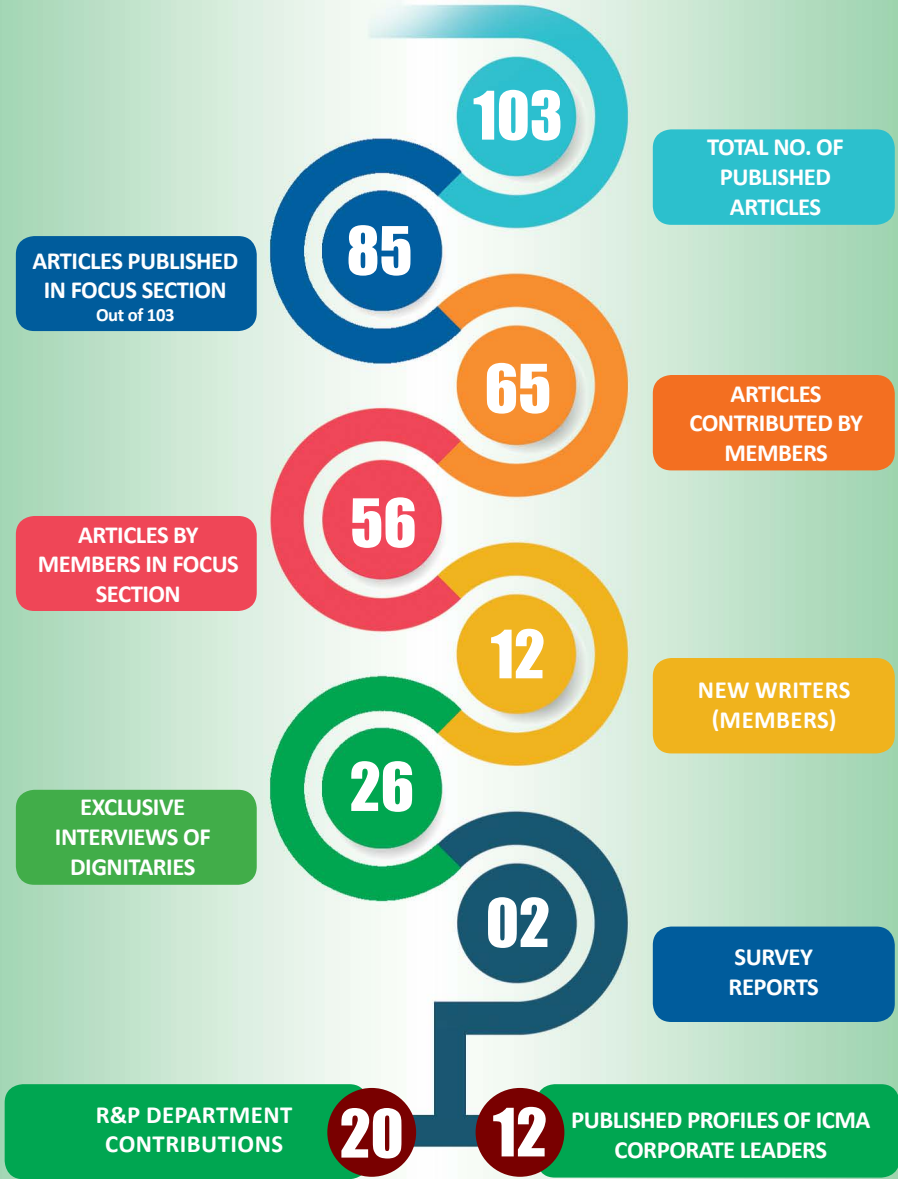 103
TOTAL NO. OF
PUBLISHED
ARTICLES
85
ARTICLES PUBLISHED
IN FOCUS SECTION
Out of 103
65
ARTICLES
CONTRIBUTED BY
MEMBERS
56
ARTICLES BY
MEMBERS IN FOCUS
SECTION
12
NEW WRITERS
(MEMBERS)
26
EXCLUSIVE
INTERVIEWS OF
DIGNITARIES
02
SURVEY
REPORTS
R&P DEPARTMENT
CONTRIBUTIONS
20
12
PUBLISHED PROFILES OF ICMA
CORPORATE LEADERS